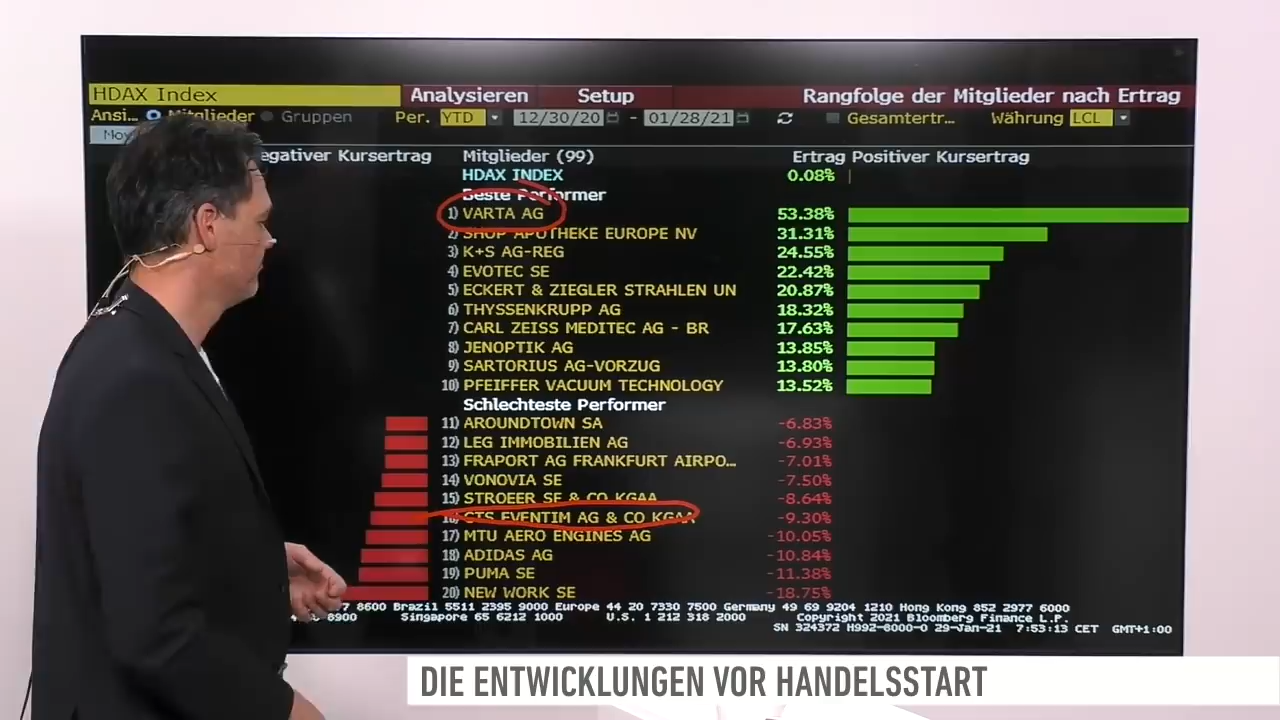 HDAX Index Analysieren Setup Rangfolge der Mitglieder nach Ertrag
Ansi... Mitglieder Gruppen Per. YTD 12/30/20 - 01/28/21 Gesamtertr... Währung LCL
Mov
egativer Kursertrag Mitglieder (99) Ertrag Positiver Kursertrag
HDAX INDEX 0.08%
Beste Performer
1) VARTA AG 53.38%
2) SHOP APOTHEKE EUROPE NV 31.31%
3) K+S AG-REG 24.55%
4) EVOTEC SE 22.42%
5) ECKERT & ZIEGLER STRAHLEN UN 20.87%
6) THYSSENKRUPP AG 18.32%
7) CARL ZEISS MEDITEC AG - BR 17.63%
8) JENOPTIK AG 13.85%
9) SARTORIUS AG-VORZUG 13.80%
10) PFEIFFER VACUUM TECHNOLOGY 13.52%
Schlechteste Performer
11) AROUNDTOWN SA -6.83%
12) LEG IMMOBILIEN AG -6.93%
13) FRAPORT AG FRANKFURT AIRPO... -7.01%
14) VONOVIA SE -7.50%
15) STROEER SE & CO KGAA -8.64%
16) CTS EVENTIM AG & CO KGAA -9.30%
17) MTU AERO ENGINES AG -10.05%
18) ADIDAS AG -10.84%
19) PUMA SE -11.38%
20) NEW WORK SE -18.75%
7 8600 Brazil 5511 2395 9000 Europe 44 20 7330 7500 Germany 49 69 9204 1210 Hong Kong 852 2977 6000
8900 Singapore 65 6212 1000 U.S. 1 212 318 2000 Copyright 2021 Bloomberg Finance L.P.
SN 324372 H992-8000-0 29-Jan-21 7:53:13 CET GMT+1:00
DIE ENTWICKLUNGEN VOR HANDELSSTART